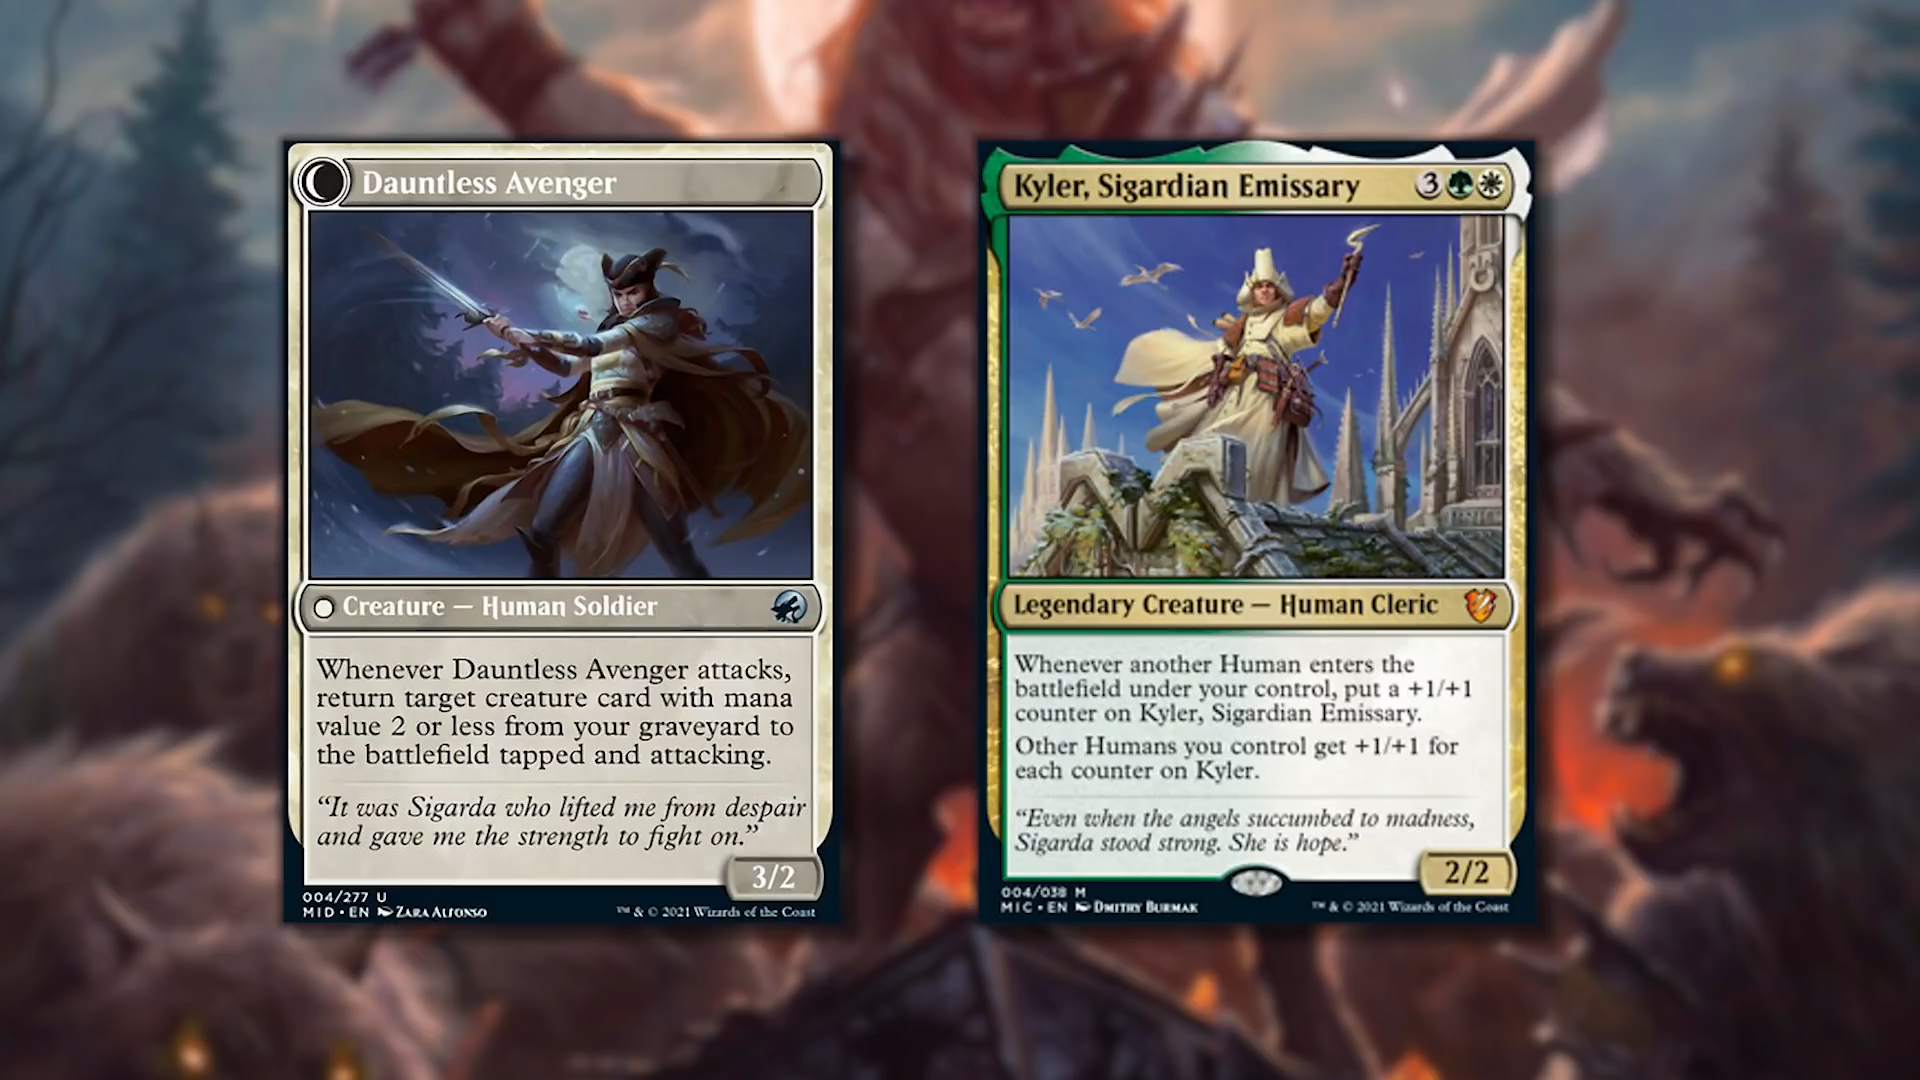 Dauntless Avenger
Creature — Human Soldier
Whenever Dauntless Avenger attacks,
return target creature card with mana
value 2 or less from your graveyard to
the battlefield tapped and attacking.
“It was Sigarda who lifted me from despair
and gave me the strength to fight on.”
3/2
004/277 U
MID • EN Zara Alfonso
™ & © 2021 Wizards of the Coast
Kyler, Sigardian Emissary 3
Legendary Creature — Human Cleric
Whenever another Human enters the
battlefield under your control, put a +1/+1
counter on Kyler, Sigardian Emissary.
Other Humans you control get +1/+1 for
each counter on Kyler.
“Even when the angels succumbed to madness,
Sigarda stood strong. She is hope.”
2/2
004/038 M
MIC • EN Dmitry Burmak
™ & © 2021 Wizards of the Coast